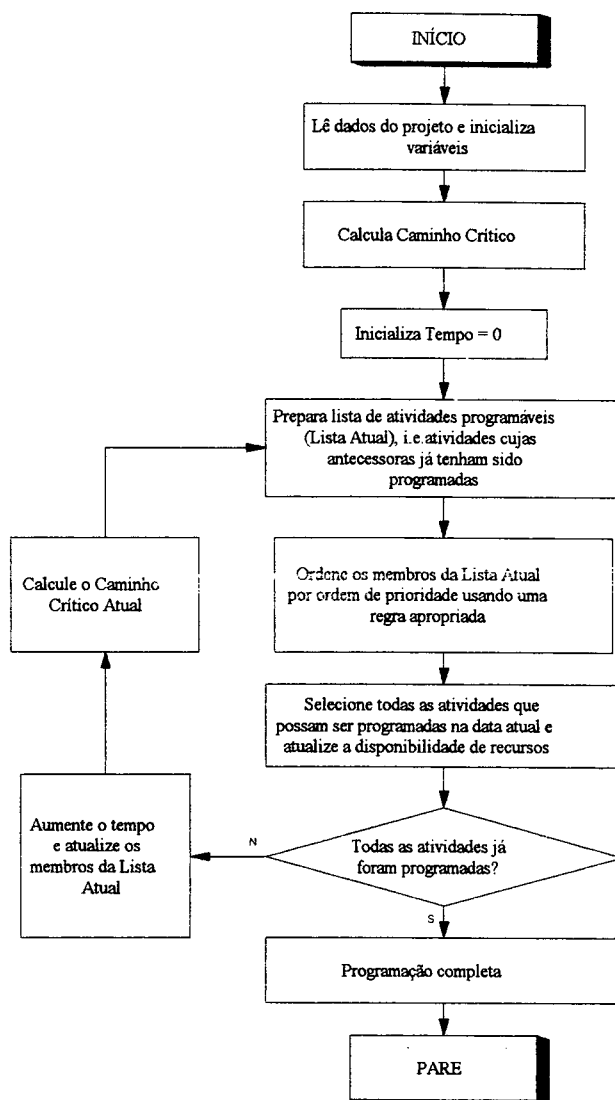 INÍCIO
Lê dados do projeto e inicializa
variáveis
Calcula Caminho Crítico
Inicializa Tempo = 0
Prepara lista de atividades programáveis
(Lista Atual), i.e.atividades cujas
antecessoras já tenham sido
programadas
Ordene os membros da Lista Atual
por ordem de prioridade usando uma
regra apropriada
Calcule o Caminho
Crítico Atual
Selecione todas as atividades que
possam ser programadas na data atual e
atualize a disponibilidade de recursos
Aumente o tempo
e atualize os
membros da Lista
Atual
N
Todas as atividades já
foram programadas?
S
Programação completa
PARE